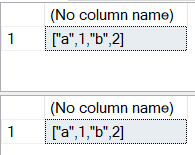 (No column name)
1 ["a",1,"b",2]
(No column name)
1 ["a",1,"b",2]